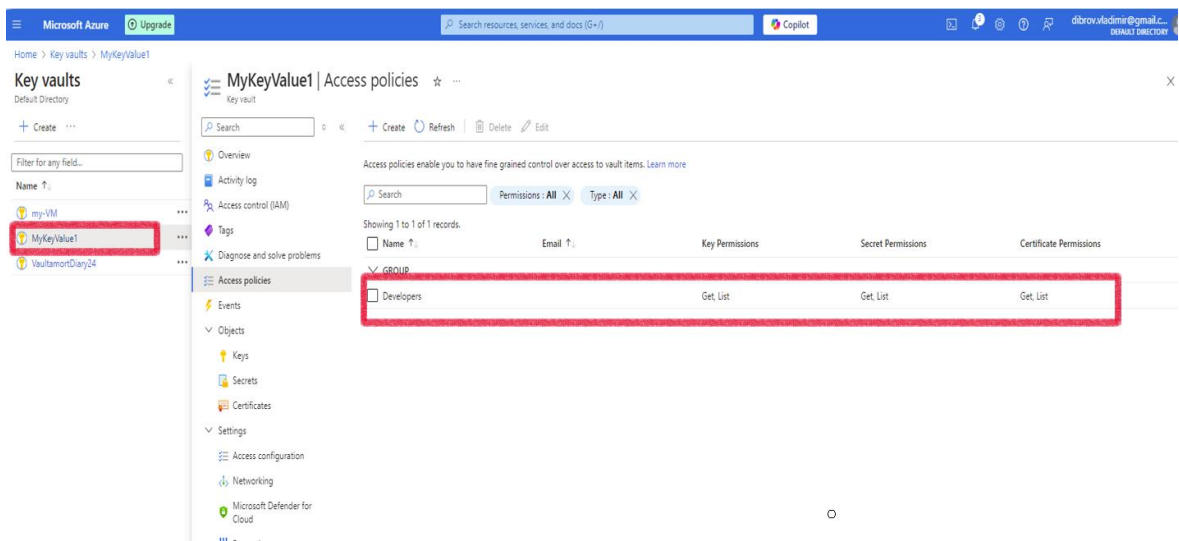 Microsoft Azure
Upgrade
Search resources, services, and docs (G+/)
Copilot
3
dibrov.vladimir@gmail.c...
DEFAULT DIRECTORY
Home > Key vaults > MyKeyValue1
Key vaults
Default Directory
+ Create ...
Filter for any field...
Name ↑
my-VM ...
MyKeyValue1 ...
VaultamortDiary24 ...
MyKeyValue1 | Access policies ☆ ...
Key vault
Search
Overview
Activity log
Access control (IAM)
Tags
Diagnose and solve problems
Access policies
Events
Objects
Keys
Secrets
Certificates
Settings
Access configuration
Networking
Microsoft Defender for
Cloud
+ Create Refresh Delete Edit
Access policies enable you to have fine grained control over access to vault items. Learn more
Search Permissions : All X Type : All X
Showing 1 to 1 of 1 records.
Name ↑ Email ↑ Key Permissions Secret Permissions Certificate Permissions
GROUP
Developers Get, List Get, List Get, List